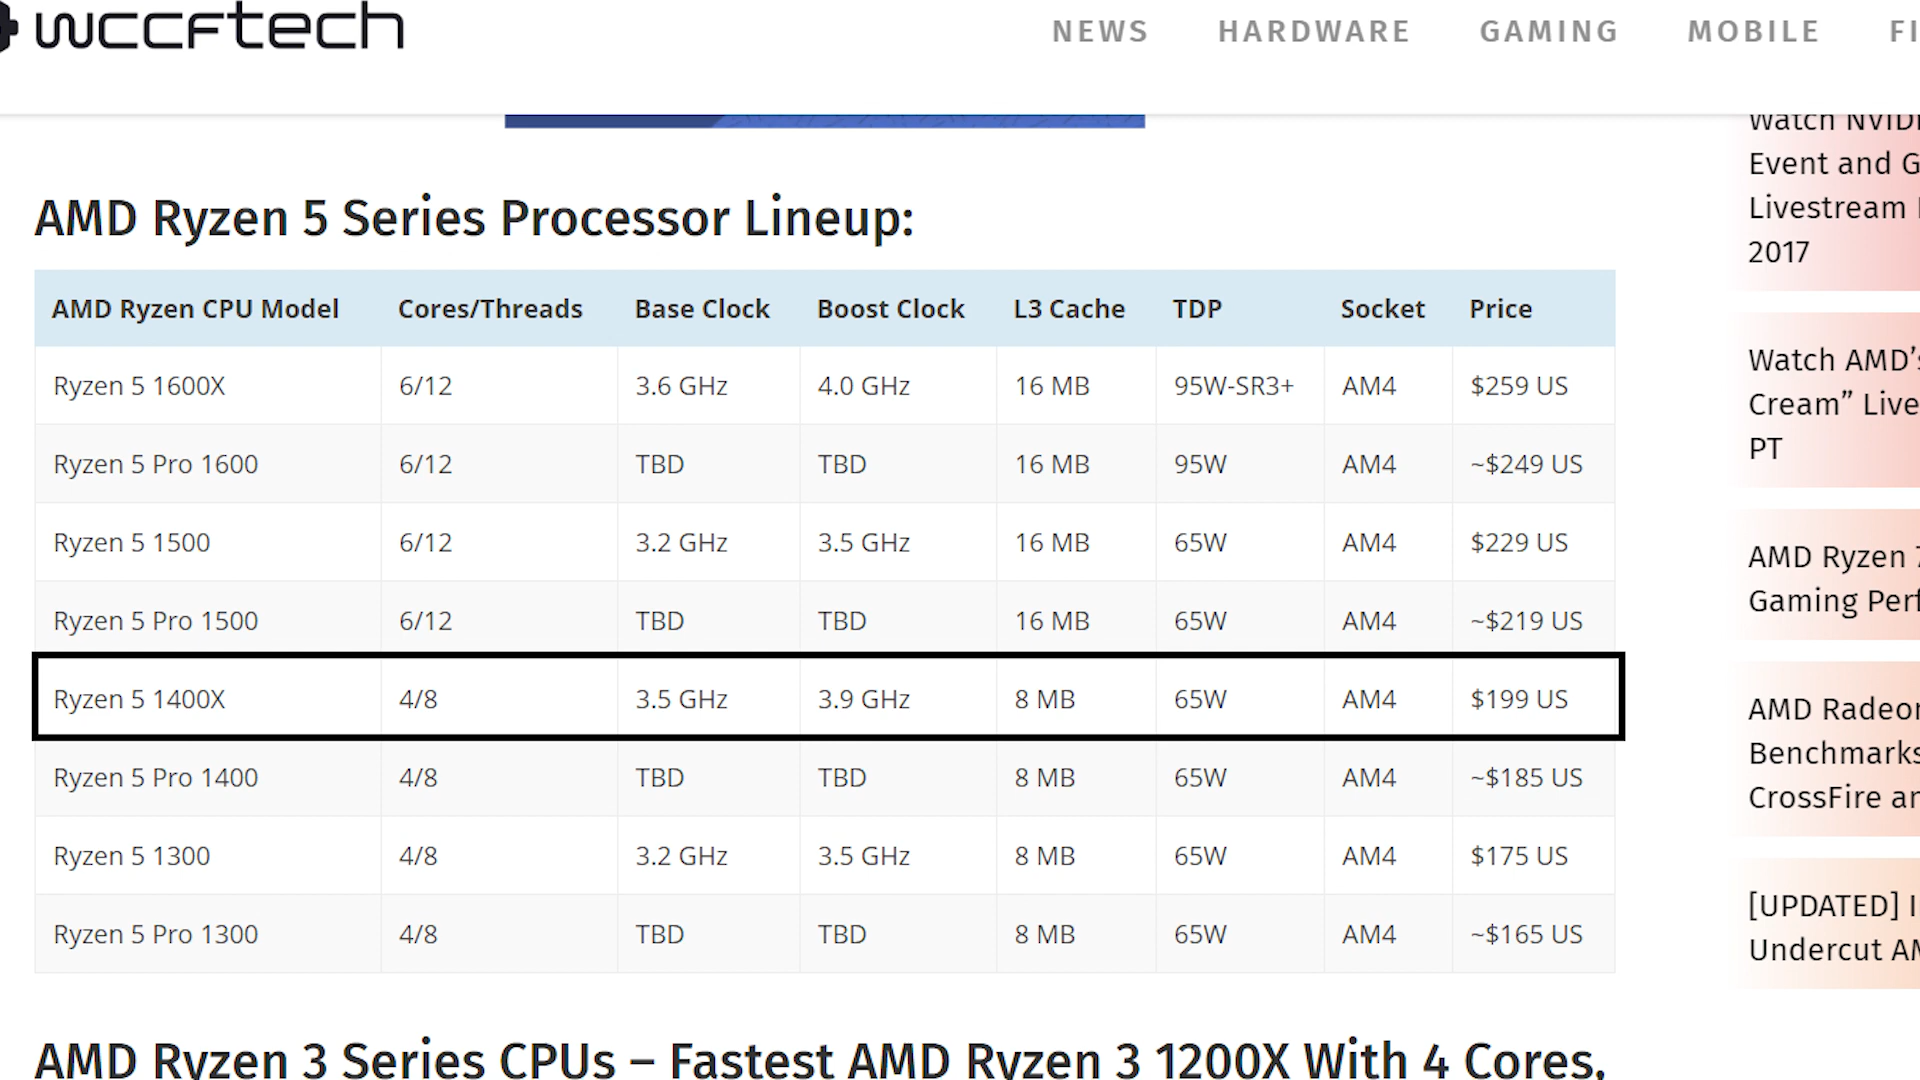 wccftech
NEWS HARDWARE GAMING MOBILE FI
AMD Ryzen 5 Series Processor Lineup:
AMD Ryzen CPU Model Cores/Threads Base Clock Boost Clock L3 Cache TDP Socket Price
Ryzen 5 1600X 6/12 3.6 GHz 4.0 GHz 16 MB 95W-SR3+ AM4 $259 US
Ryzen 5 Pro 1600 6/12 TBD TBD 16 MB 95W AM4 ~$249 US
Ryzen 5 1500 6/12 3.2 GHz 3.5 GHz 16 MB 65W AM4 $229 US
Ryzen 5 Pro 1500 6/12 TBD TBD 16 MB 65W AM4 ~$219 US
Ryzen 5 1400X 4/8 3.5 GHz 3.9 GHz 8 MB 65W AM4 $199 US
Ryzen 5 Pro 1400 4/8 TBD TBD 8 MB 65W AM4 ~$185 US
Ryzen 5 1300 4/8 3.2 GHz 3.5 GHz 8 MB 65W AM4 $175 US
Ryzen 5 Pro 1300 4/8 TBD TBD 8 MB 65W AM4 ~$165 US
AMD Ryzen 3 Series CPUs – Fastest AMD Ryzen 3 1200X With 4 Cores,
Watch NVIDI
Event and G
Livestream
2017
Watch AMD's
Cream” Live
PT
AMD Ryzen 7
Gaming Perf
AMD Radeon
Benchmarks
CrossFire an
[UPDATED] I
Undercut AM